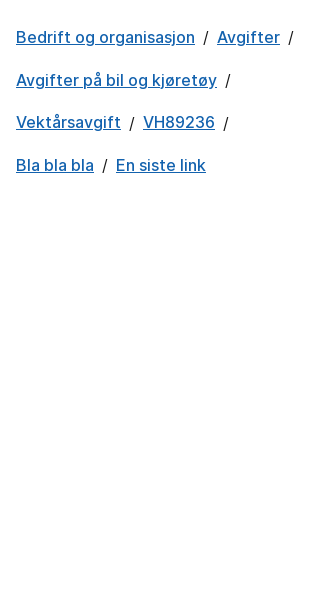 Bedrift og organisasjon / Avgifter /
Avgifter på bil og kjøretøy /
Vektårsavgift / VH89236 /
Bla bla bla / En siste link